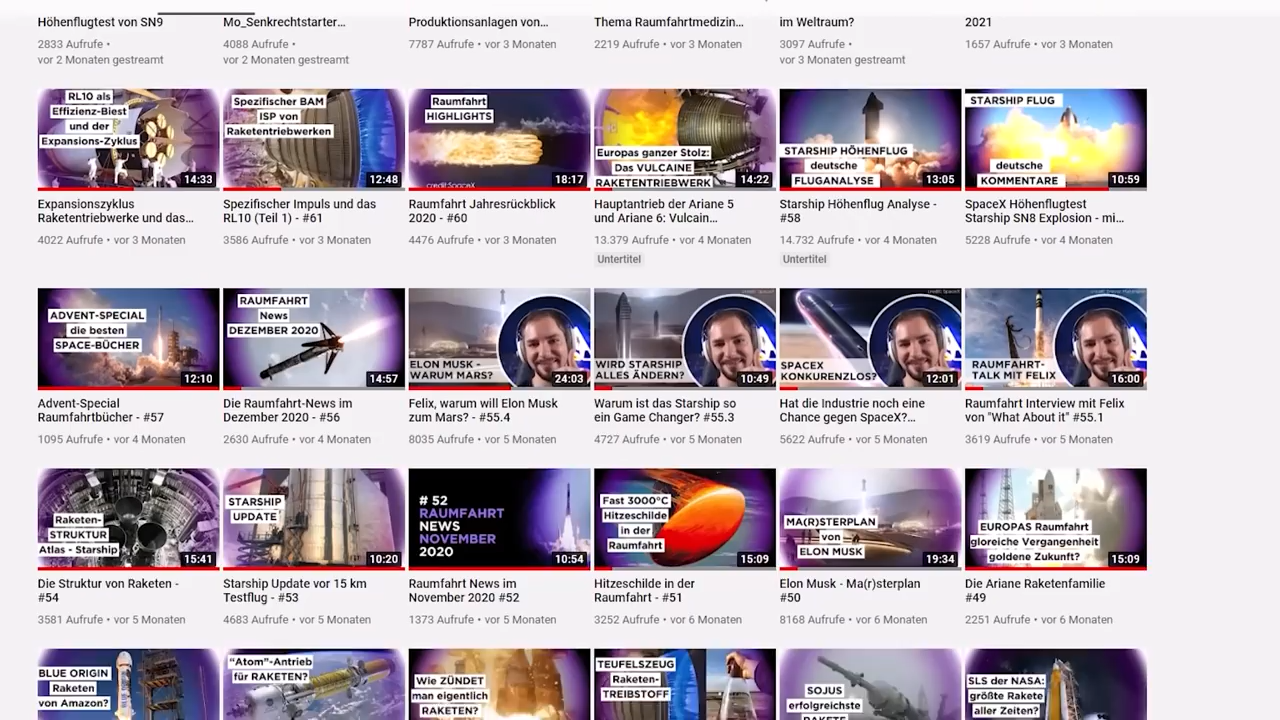 Höhenflugtest von SN9
Mo_Senkrechtstarter…
Produktionsanlagen von…
Thema Raumfahrtmedizin…
im Weltraum?
2021
2833 Aufrufe •
vor 2 Monaten gestreamt
4088 Aufrufe •
vor 2 Monaten gestreamt
7787 Aufrufe • vor 3 Monaten
2219 Aufrufe • vor 3 Monaten
3097 Aufrufe •
vor 3 Monaten gestreamt
1657 Aufrufe • vor 3 Monaten
RL10 als
Effizienz-Biest
und der
Expansions-Zyklus
14:33
Spezifischer BAM
ISP von
Raketentriebwerken
12:48
Raumfahrt
HIGHLIGHTS
credit:SpaceX
18:17
Europas ganzer Stolz:
Das VULCAINE
RAKETENTRIEBWERK
14:22
STARSHIP HÖHENFLUG
deutsche
FLUGANALYSE
13:05
STARSHIP FLUG
deutsche
KOMMENTARE
10:59
Expansionszyklus
Raketentriebwerke und das…
4022 Aufrufe • vor 3 Monaten
Spezifischer Impuls und das
RL10 (Teil 1) - #61
3586 Aufrufe • vor 3 Monaten
Raumfahrt Jahresrückblick
2020 - #60
4476 Aufrufe • vor 3 Monaten
Hauptantrieb der Ariane 5
und Ariane 6: Vulcain…
13.379 Aufrufe • vor 4 Monaten
Untertitel
Starship Höhenflug Analyse -
#58
14.732 Aufrufe • vor 4 Monaten
Untertitel
SpaceX Höhenflugtest
Starship SN8 Explosion - mi…
5228 Aufrufe • vor 4 Monaten
ADVENT-SPECIAL
die besten
SPACE-BÜCHER
12:10
RAUMFAHRT
News
DEZEMBER 2020
14:57
ELON MUSK -
WARUM MARS?
24:03
WIRD STARSHIP
ALLES ÄNDERN?
10:49
SPACEX
KONKURENZLOS?
12:01
RAUMFAHRT-
TALK MIT FELIX
16:00
Advent-Special
Raumfahrtbücher - #57
1095 Aufrufe • vor 4 Monaten
Die Raumfahrt-News im
Dezember 2020 - #56
2630 Aufrufe • vor 4 Monaten
Felix, warum will Elon Musk
zum Mars? - #55.4
8035 Aufrufe • vor 5 Monaten
Warum ist das Starship so
ein Game Changer? #55.3
4727 Aufrufe • vor 5 Monaten
Hat die Industrie noch eine
Chance gegen SpaceX?…
5622 Aufrufe • vor 5 Monaten
Raumfahrt Interview mit Felix
von "What About it" #55.1
3619 Aufrufe • vor 5 Monaten
Raketen-
STRUKTUR
Atlas - Starship
15:41
STARSHIP
UPDATE
10:20
# 52
RAUMFAHRT
NEWS
NOVEMBER
2020
10:54
Fast 3000°C
Hitzeschilde
in der
Raumfahrt
15:09
MA(R)STERPLAN
von
ELON MUSK
19:34
EUROPAS Raumfahrt
gloreiche Vergangenheit
goldene Zukunft?
15:09
Die Struktur von Raketen -
#54
3581 Aufrufe • vor 5 Monaten
Starship Update vor 15 km
Testflug - #53
4683 Aufrufe • vor 5 Monaten
Raumfahrt News im
November 2020 #52
1373 Aufrufe • vor 5 Monaten
Hitzeschilde in der
Raumfahrt - #51
3252 Aufrufe • vor 6 Monaten
Elon Musk - Ma(r)sterplan
#50
8168 Aufrufe • vor 6 Monaten
Die Ariane Raketenfamilie
#49
2251 Aufrufe • vor 6 Monaten
BLUE ORIGIN
Raketen
von Amazon?
"Atom"-Antrieb
für RAKETEN?
Wie ZÜNDET
man eigentlich
RAKETEN?
TEUFELSZEUG
Raketen-
TREIBSTOFF
SOJUS
erfolgreichste
RAKETE
SLS der NASA:
größte Rakete
aller Zeiten?